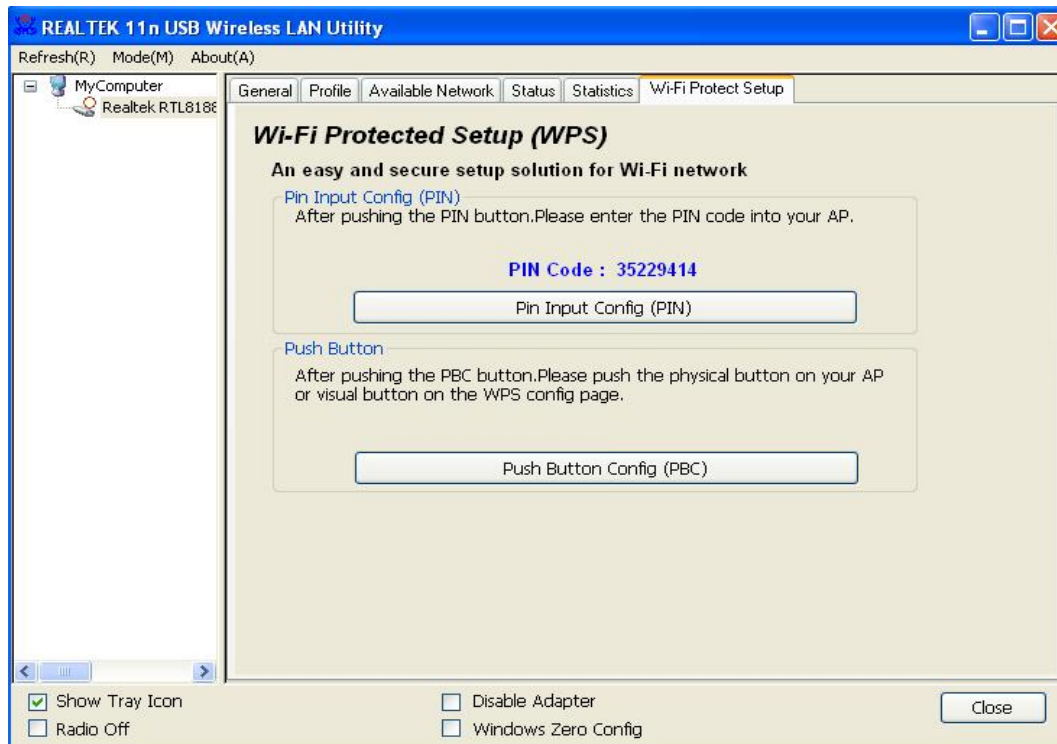 REALTEK 11n USB Wireless LAN Utility
Refresh(R) Mode(M) About(A)
MyComputer
Realtek RTL8188
General Profile Available Network Status Statistics Wi-Fi Protect Setup
Wi-Fi Protected Setup (WPS)
An easy and secure setup solution for Wi-Fi network
Pin Input Config (PIN)
After pushing the PIN button.Please enter the PIN code into your AP.
PIN Code : 35229414
Pin Input Config (PIN)
Push Button
After pushing the PBC button.Please push the physical button on your AP
or visual button on the WPS config page.
Push Button Config (PBC)
Show Tray Icon
Radio Off
Disable Adapter
Windows Zero Config
Close